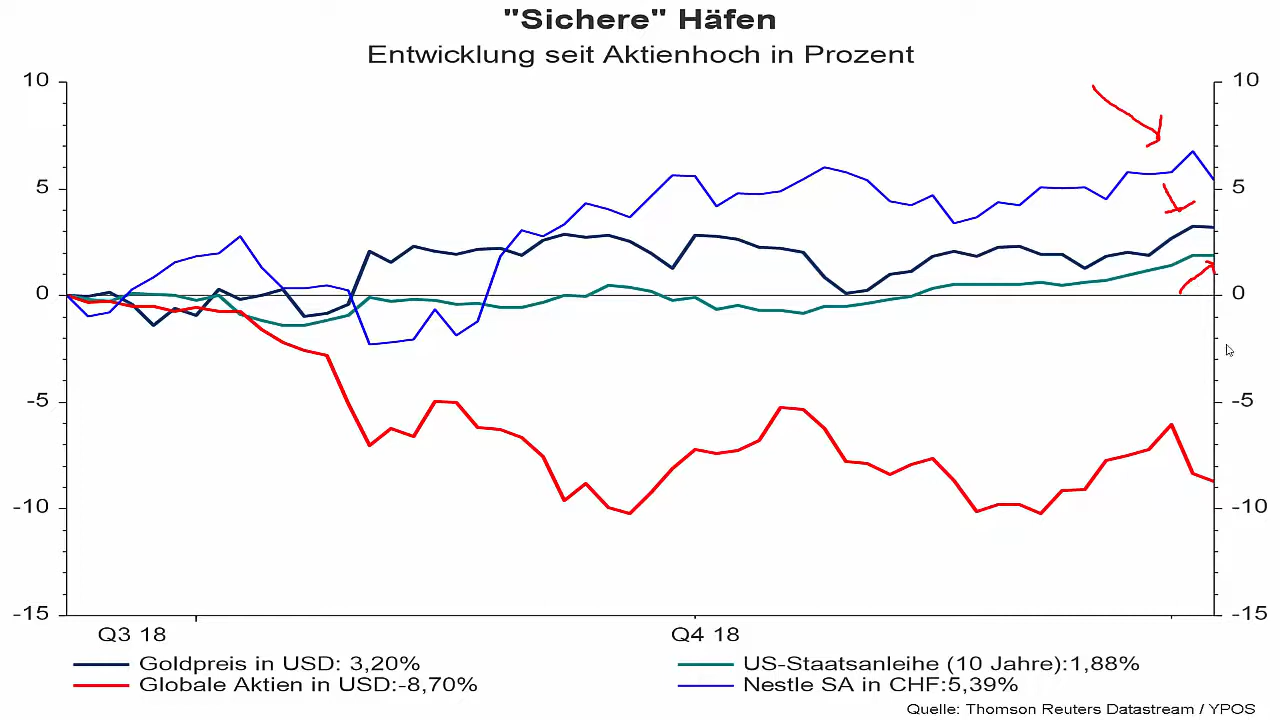 "Sichere" Häfen
Entwicklung seit Aktienhoch in Prozent
10 10
5 5
0 0
-5 -5
-10 -10
-15 -15
Q3 18 Q4 18
Goldpreis in USD: 3,20% US-Staatsanleihe (10 Jahre):1,88%
Globale Aktien in USD:-8,70% Nestle SA in CHF:5,39%
Quelle: Thomson Reuters Datastream / YPOS